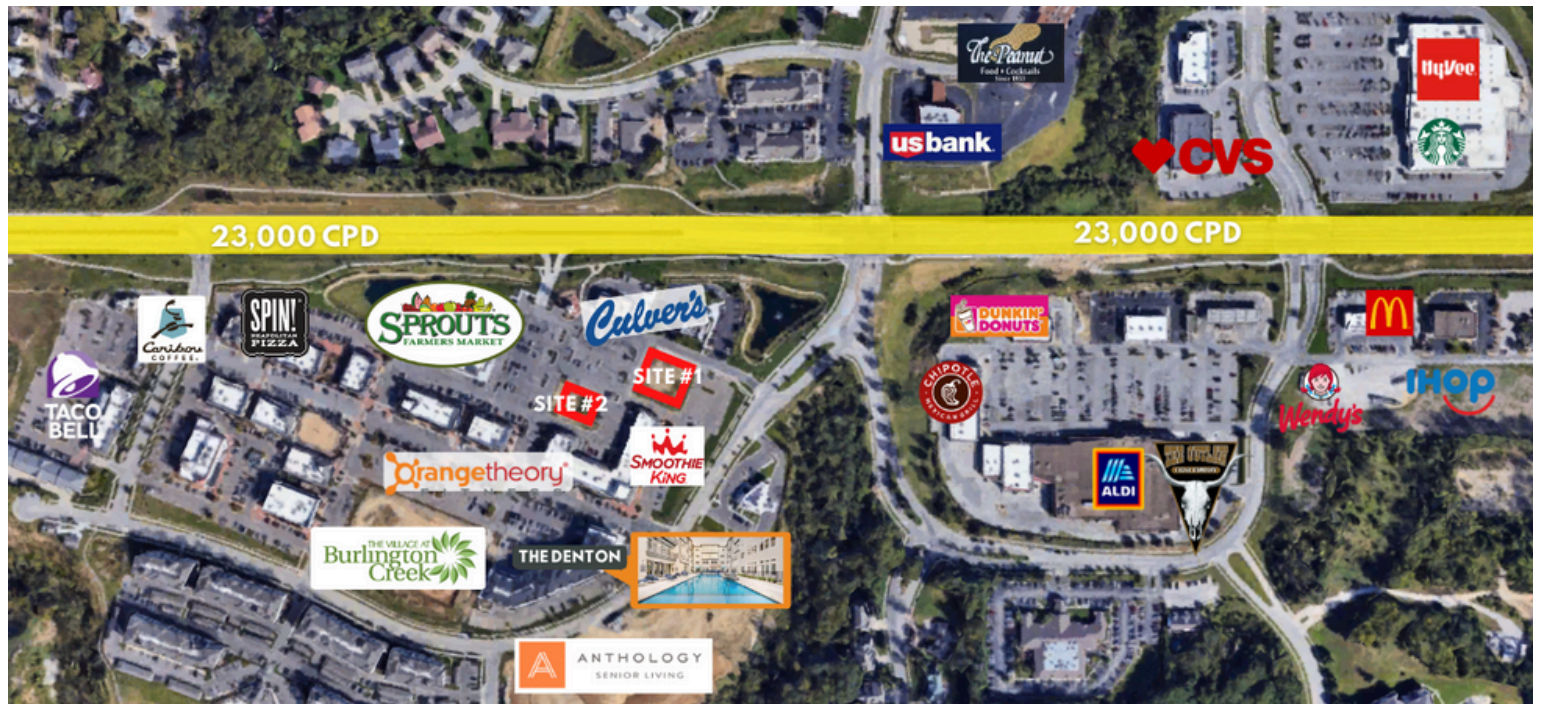 The Peanut
Food + Cocktails
Since 1933
HyVee
usbank.
CVS
23,000 CPD
23,000 CPD
Caribou
COFFEE.
SPIN!
NEAPOLITAN
PIZZA
SPROUTS
FARMERS MARKET
Culver's
DUNKIN'
DONUTS
TACO
BELL
SITE #1
SITE #2
CHIPOTLE
MEXICAN GRILL
Wendy's
IHOP
Orangetheory
SMOOTHIE
KING
ALDI
THE VILLAGE AT
Burlington
Creek
THE DENTON
ANTHOLOGY
SENIOR LIVING